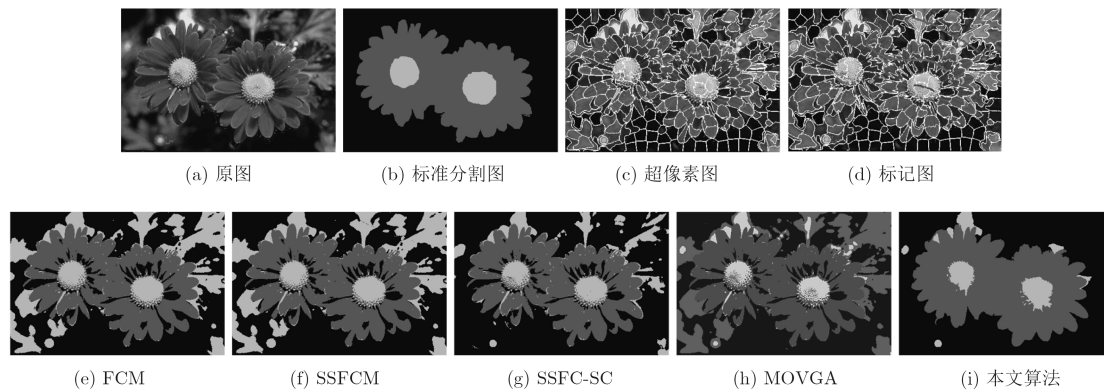 (a) 原图
(b) 标准分割图
(c) 超像素图
(d) 标记图
(e) FCM
(f) SSFCM
(g) SSFC-SC
(h) MOVGA
(i) 本文算法